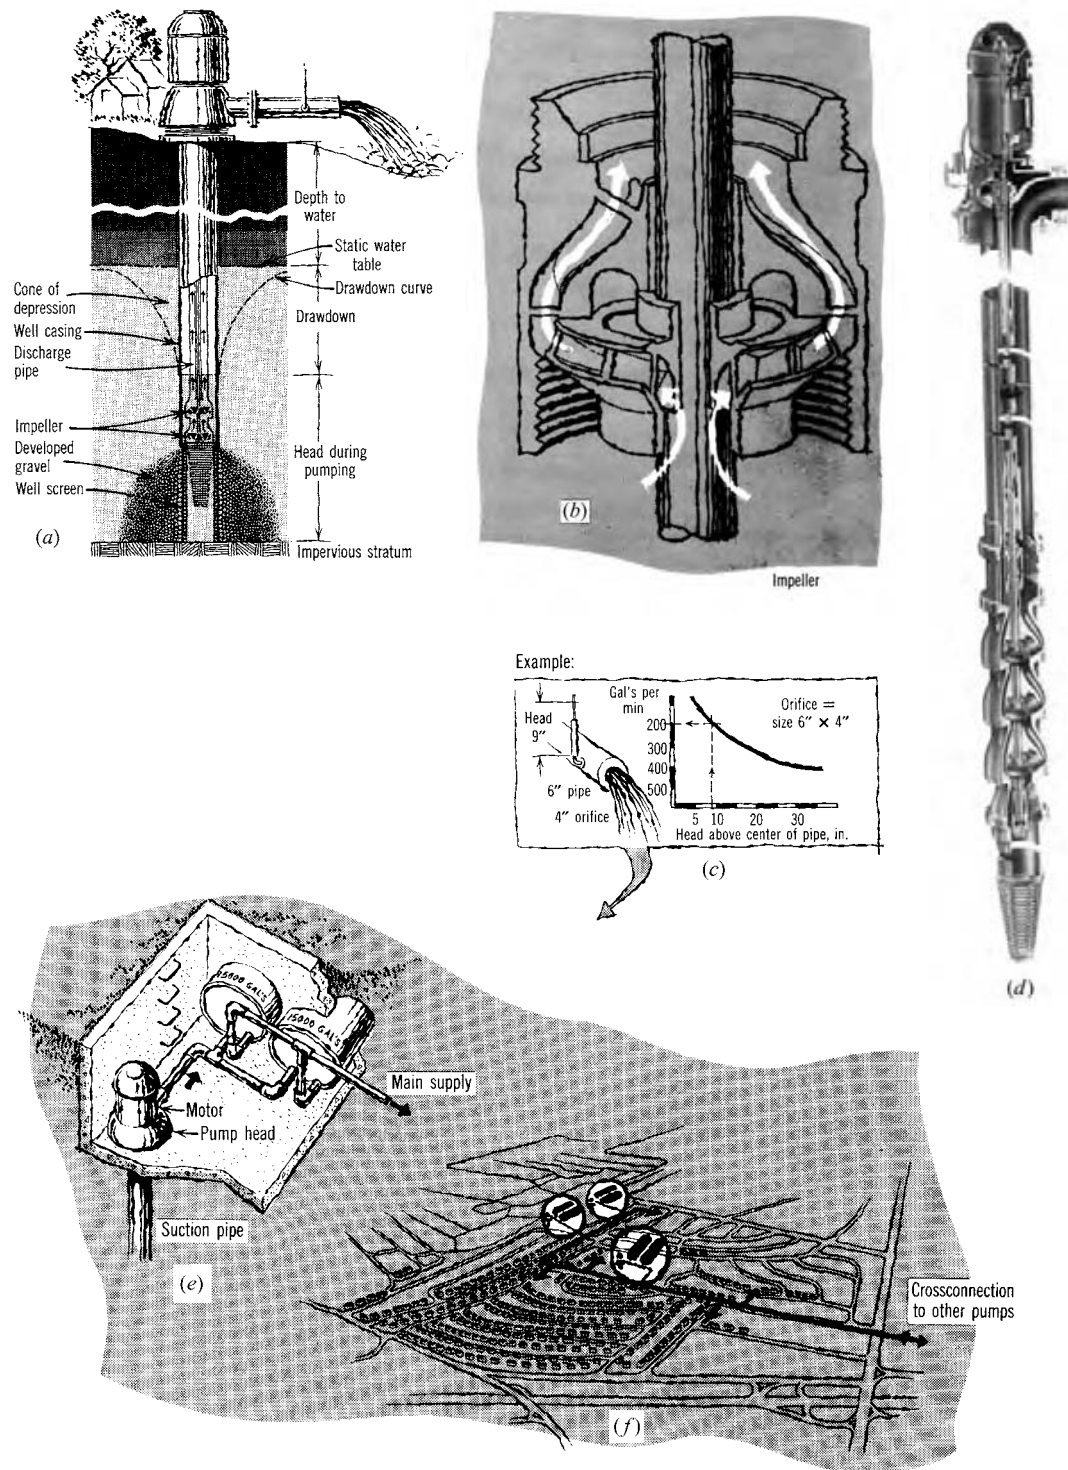 Depth to
water
Static water
table
Drawdown curve
Cone of
depression
Drawdown
Well casing
Discharge
pipe
Impeller
Head during
pumping
Developed
gravel
Well screen
(a)
Impervious stratum
(b)
Impeller
Example:
Head
9"
6" pipe
4" orifice
Gal's per
min
200
300
400
500
Orifice =
size 6" × 4"
5 10 20 30
Head above center of pipe, in.
(c)
(d)
15000 GAL'S
15000 GAL'S
Main supply
Motor
Pump head
Suction pipe
(e)
Crossconnection
to other pumps
(f)